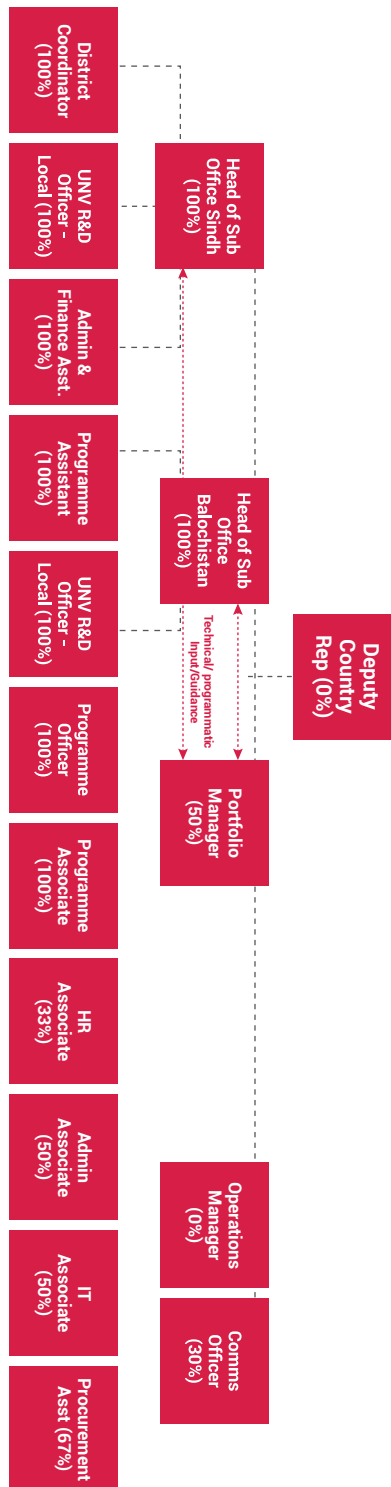 Deputy
Country
Rep (0%)
Head of Sub
Office Sindh
(100%)
Head of Sub
Office
Balochistan
(100%)
Technical/ programmatic
Input/Guidance
Portfolio
Manager
(50%)
Operations
Manager
(0%)
Comms
Officer
(30%)
District
Coordinator
(100%)
UNV R&D
Officer –
Local (100%)
Admin &
Finance Asst.
(100%)
Programme
Assistant
(100%)
UNV R&D
Officer –
Local (100%)
Programme
Officer
(100%)
Programme
Associate
(100%)
HR
Associate
(33%)
Admin
Associate
(50%)
IT
Associate
(50%)
Procurement
Asst (67%)